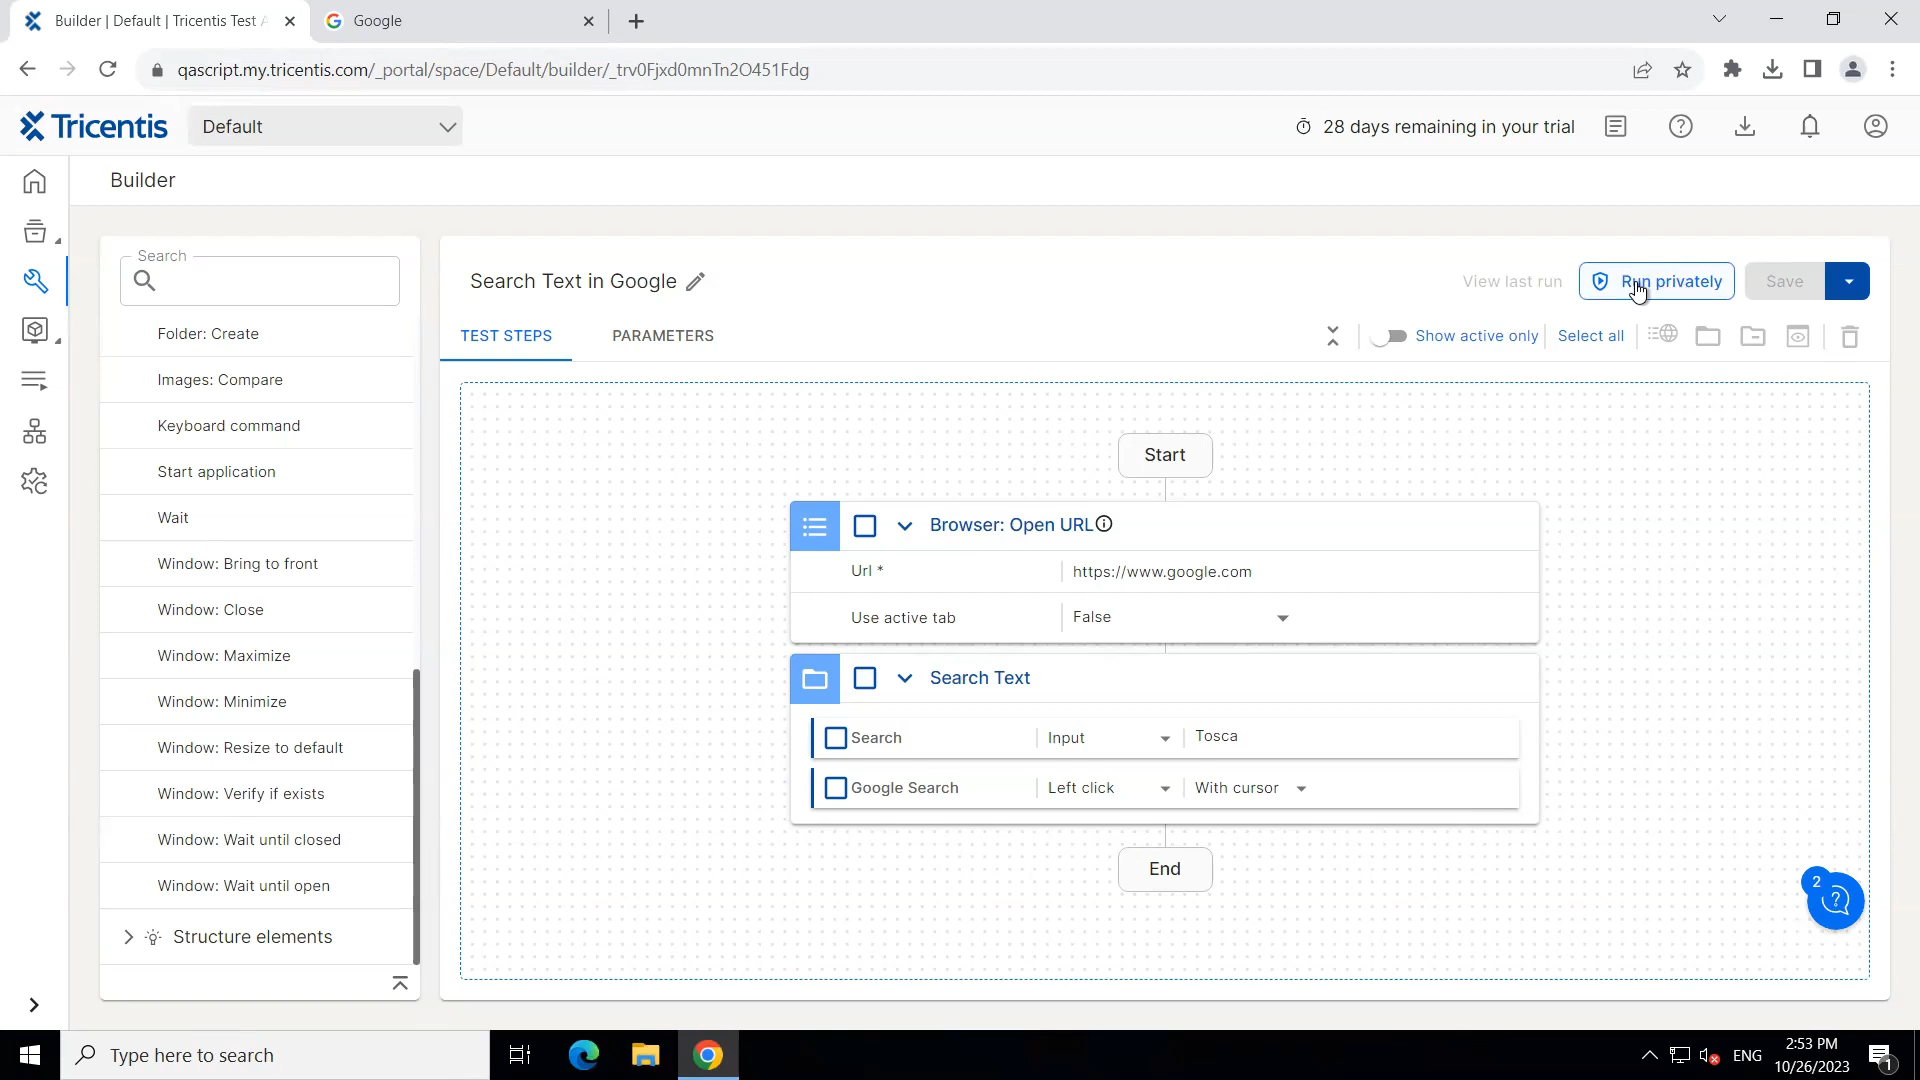 Builder | Default | Tricentis Test A
Google
qascript.my.tricentis.com/_portal/space/Default/builder/_trv0Fjxd0mnTn2O451Fdg
Tricentis
Default
28 days remaining in your trial
Builder
Search
Folder: Create
Images: Compare
Keyboard command
Start application
Wait
Window: Bring to front
Window: Close
Window: Maximize
Window: Minimize
Window: Resize to default
Window: Verify if exists
Window: Wait until closed
Window: Wait until open
Structure elements
Search Text in Google
View last run
Run privately
Save
TEST STEPS
PARAMETERS
Show active only
Select all
Start
Browser: Open URL
Url *
https://www.google.com
Use active tab
False
Search Text
Search
Input
Tosca
Google Search
Left click
With cursor
End
2
Type here to search
ENG
2:53 PM
10/26/2023
1